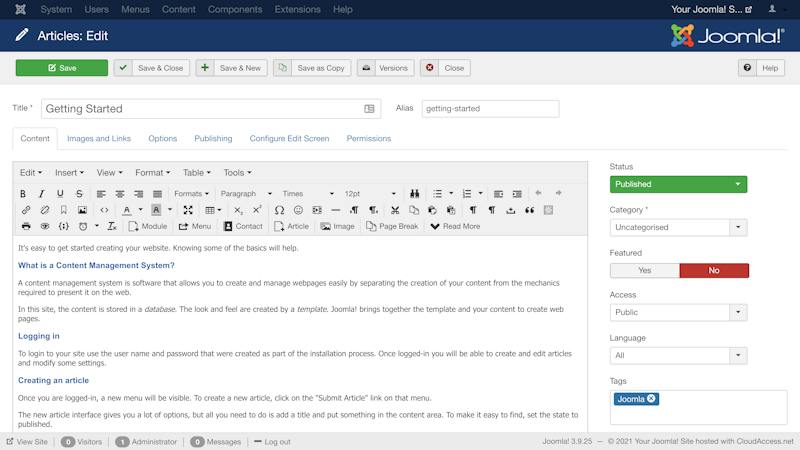 System Users Menus Content Components Extensions Help Your Joomla! S...
Articles: Edit Joomla!
Save Save & Close Save & New Save as Copy Versions Close Help
Title * Getting Started Alias getting-started
Content Images and Links Options Publishing Configure Edit Screen Permissions
Edit Insert View Format Table Tools
B I U S Formats Paragraph Times 12pt
Module Menu Contact Article Image Page Break Read More
It's easy to get started creating your website. Knowing some of the basics will help.
What is a Content Management System?
A content management system is software that allows you to create and manage webpages easily by separating the creation of your content from the mechanics
required to present it on the web.
In this site, the content is stored in a database. The look and feel are created by a template. Joomla! brings together the template and your content to create web
pages.
Logging in
To login to your site use the user name and password that were created as part of the installation process. Once logged-in you will be able to create and edit articles
and modify some settings.
Creating an article
Once you are logged-in, a new menu will be visible. To create a new article, click on the "Submit Article" link on that menu.
The new article interface gives you a lot of options, but all you need to do is add a title and put something in the content area. To make it easy to find, set the state to
published.
Status
Published
Category *
Uncategorised
Featured
Yes No
Access
Public
Language
All
Tags
Joomla
View Site 0 Visitors 1 Administrator 0 Messages Log out Joomla! 3.9.25 — © 2021 Your Joomla! Site hosted with CloudAccess.net